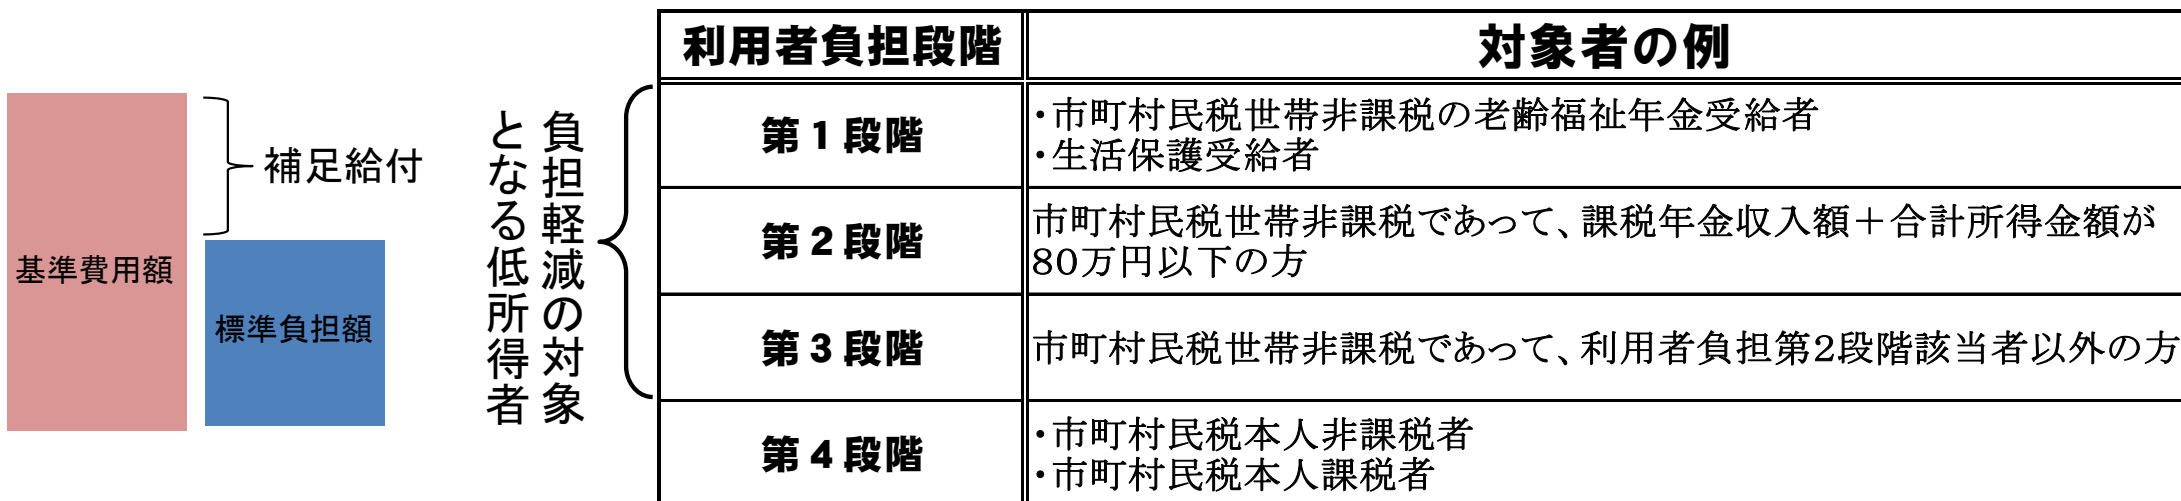 基準費用額
補足給付
標準負担額
負担軽減の対象
となる低所得者
利用者負担段階
対象者の例
第1段階
・市町村民税世帯非課税の老齢福祉年金受給者
・生活保護受給者
第2段階
市町村民税世帯非課税であって、課税年金収入額＋合計所得金額が
80万円以下の方
第3段階
市町村民税世帯非課税であって、利用者負担第2段階該当者以外の方
第4段階
・市町村民税本人非課税者
・市町村民税本人課税者